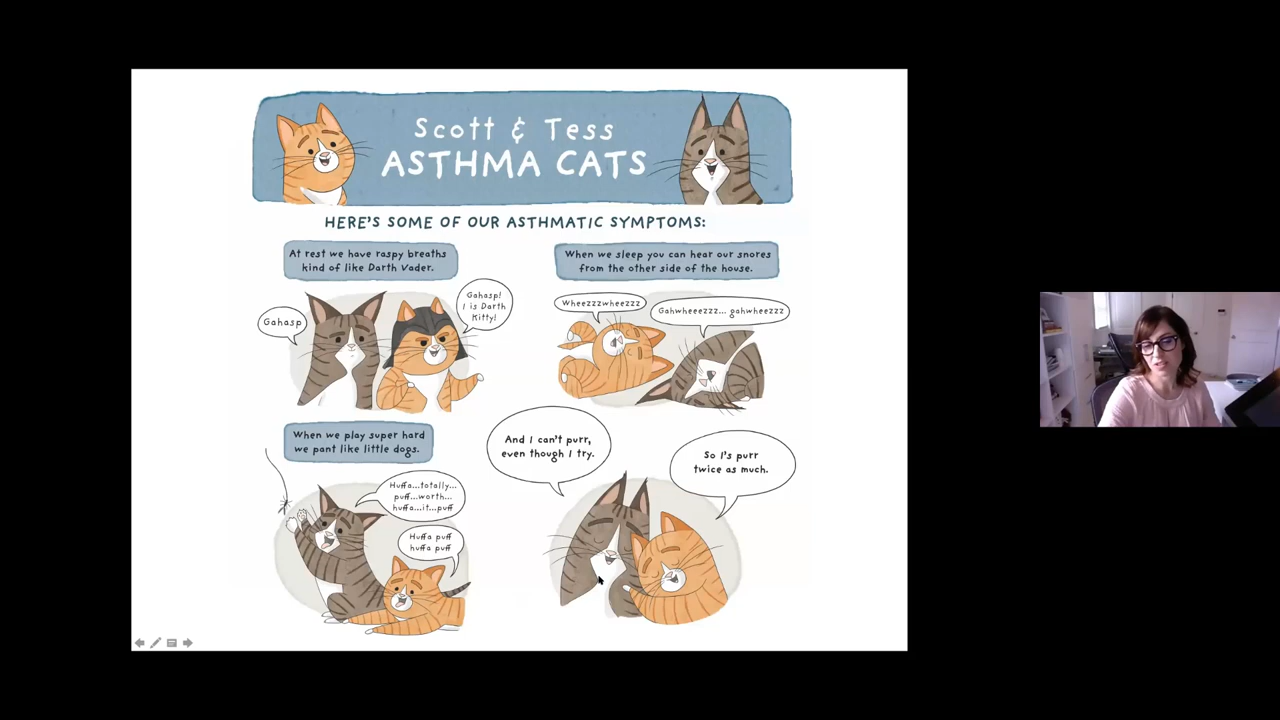 Scott & Tess
ASTHMA CATS
HERE'S SOME OF OUR ASTHMATIC SYMPTOMS:
At rest we have raspy breaths
kind of like Darth Vader.
Gahasp
Gahasp!
I is Darth
Kitty!
When we sleep you can hear our snores
from the other side of the house.
Wheezzzwheezzz
Gahwheeezzz... gahwheezzz
When we play super hard
we pant like little dogs.
Huffa...totally...
puff...worth...
huffa...it...puff
Huffa puff
huffa puff
And I can't purr,
even though I try.
So I's purr
twice as much.